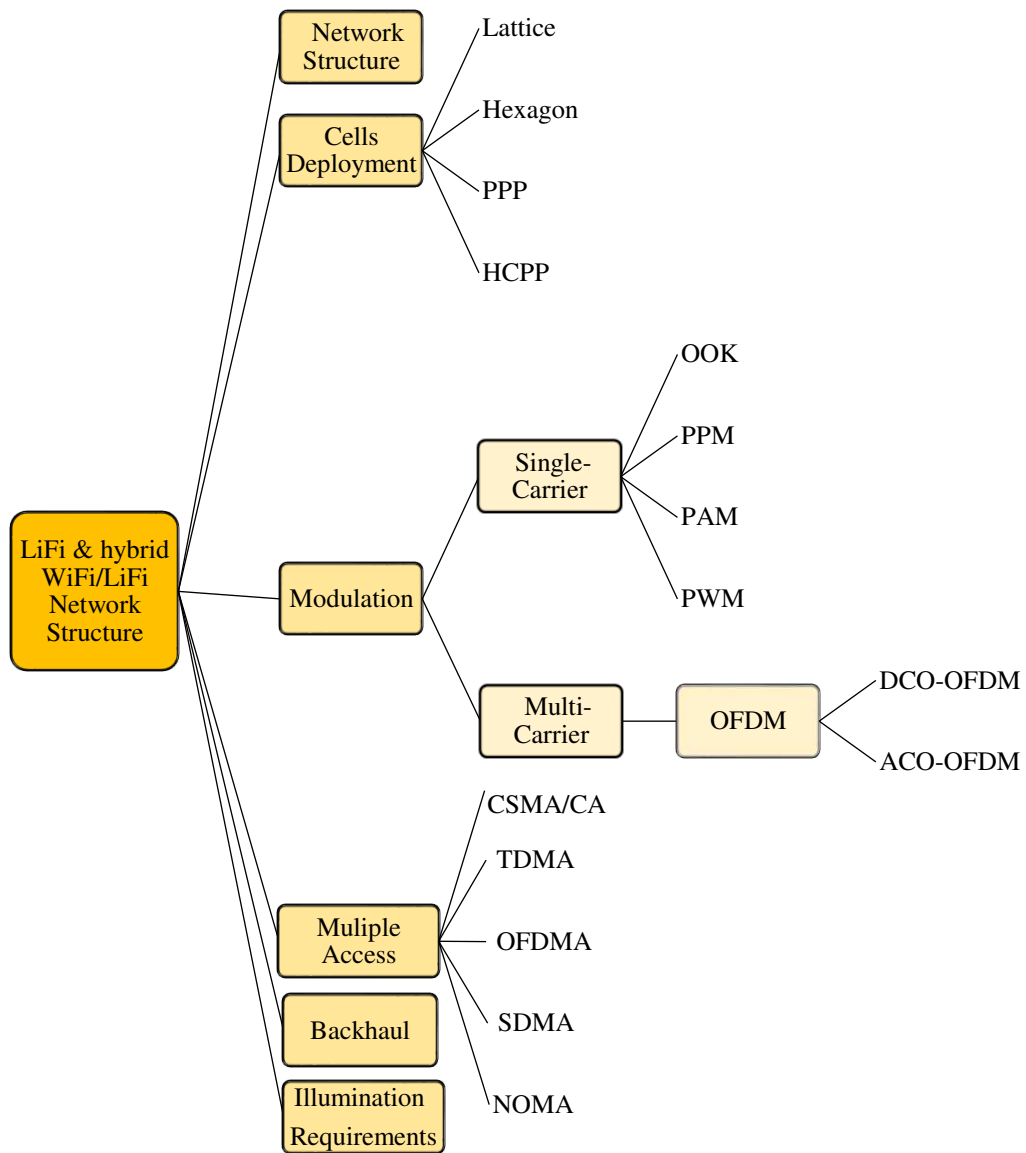 Network
Structure
Lattice
Hexagon
Cells
Deployment
PPP
HCPP
OOK
PPM
Single-
Carrier
PAM
PWM
LiFi & hybrid
WiFi/LiFi
Network
Structure
Modulation
Multi-
Carrier
OFDM
DCO-OFDM
ACO-OFDM
CSMA/CA
TDMA
Muliple
Access
OFDMA
SDMA
Backhaul
NOMA
Illumination
Requirements